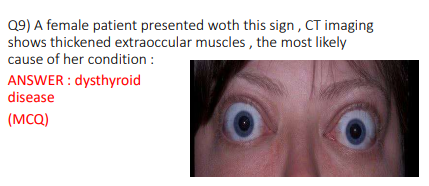 Q9) A female patient presented woth this sign , CT imaging
shows thickened extraoccular muscles , the most likely
cause of her condition :
ANSWER : dysthyroid
disease
(MCQ)